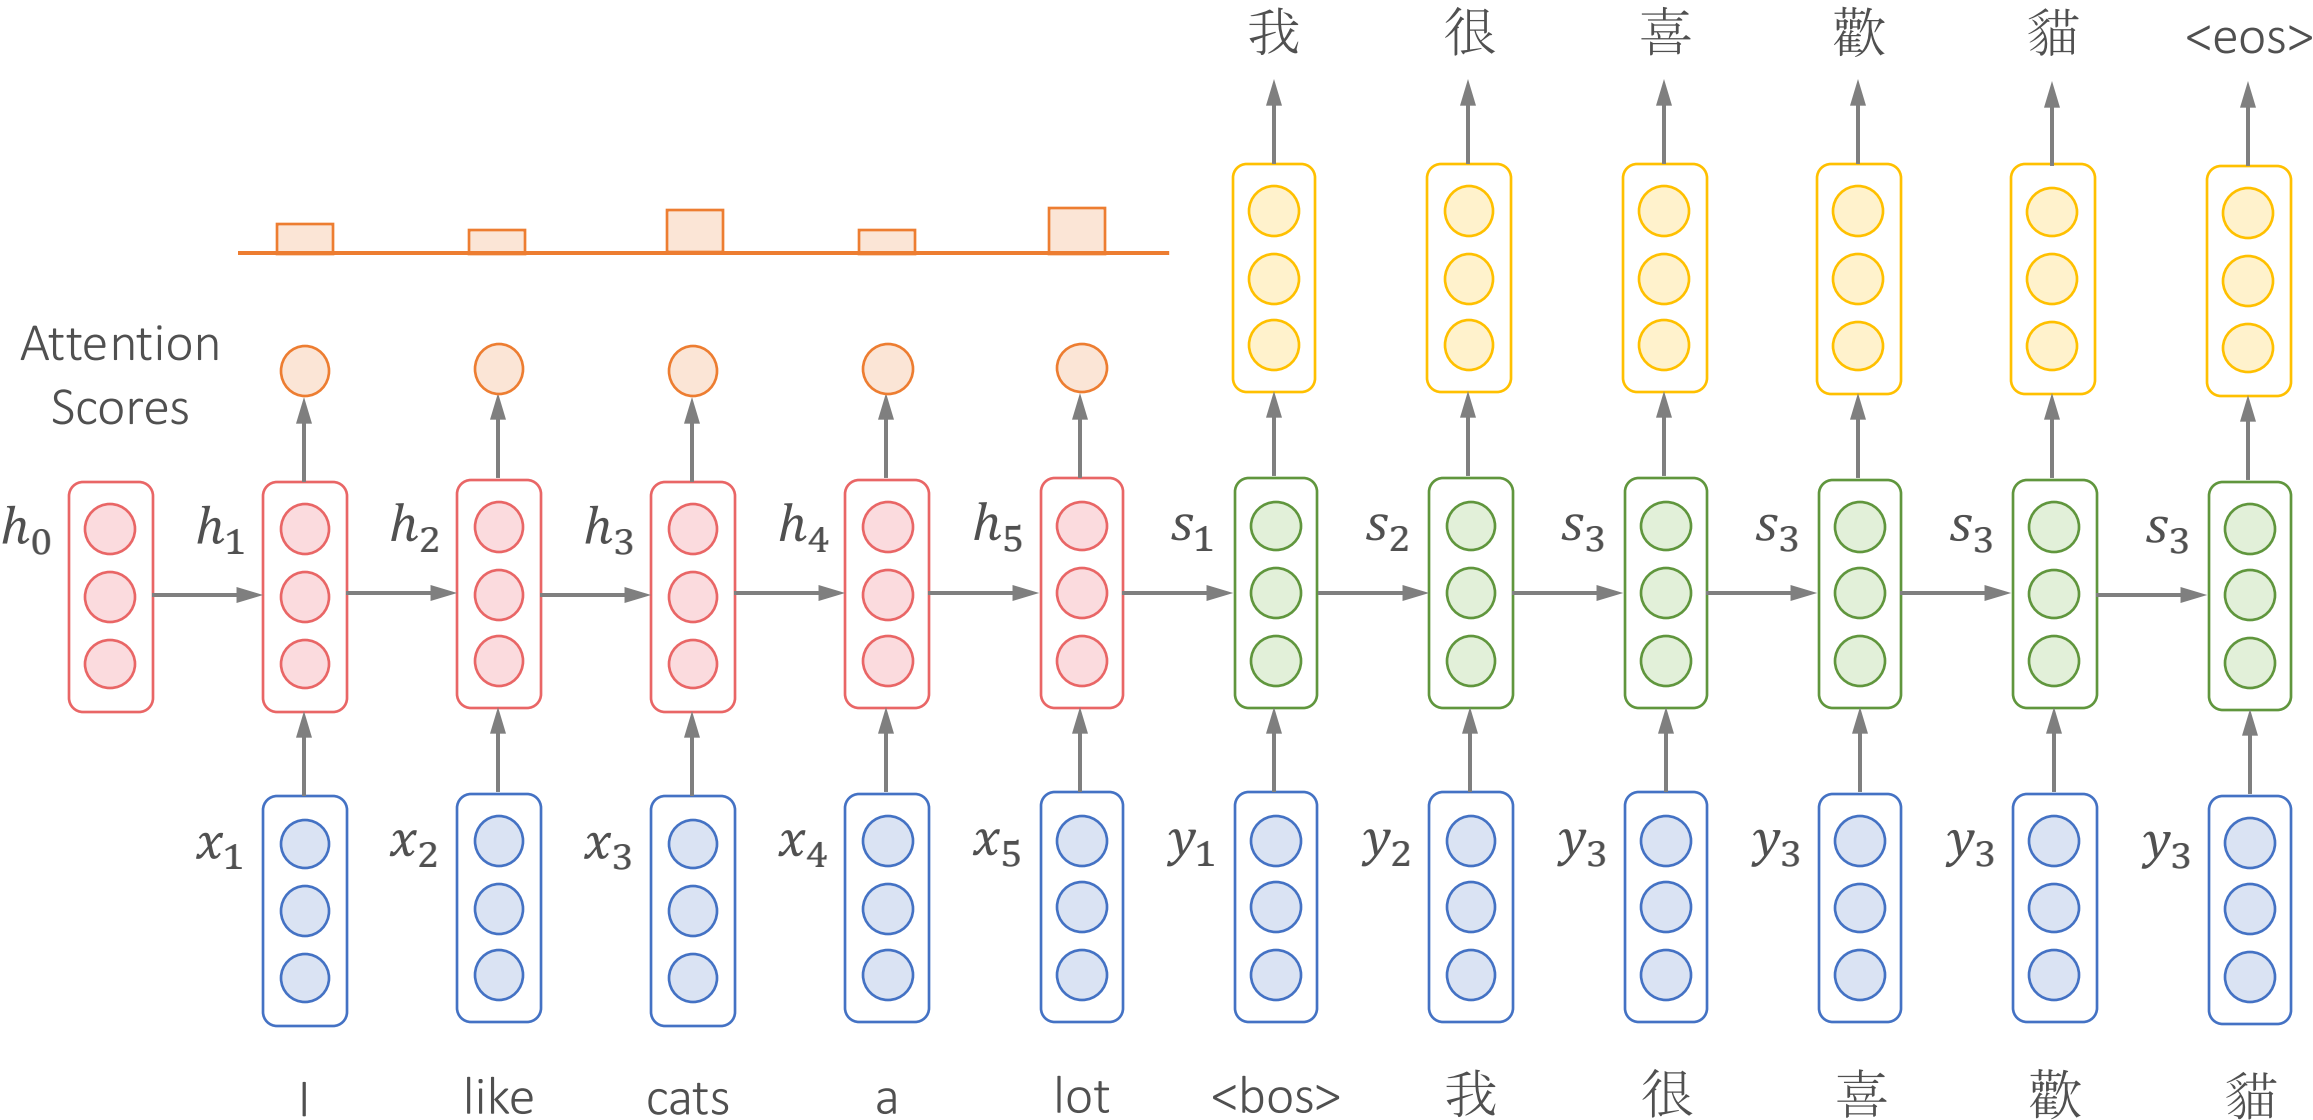 我 很 喜 歡 貓 <eos>
Attention
Scores
h0 h1 h2 h3 h4 h5 s1 s2 s3 s3 s3 s3
x1 x2 x3 x4 x5 y1 y2 y3 y3 y3 y3
I like cats a lot <bos> 我 很 喜 歡 貓